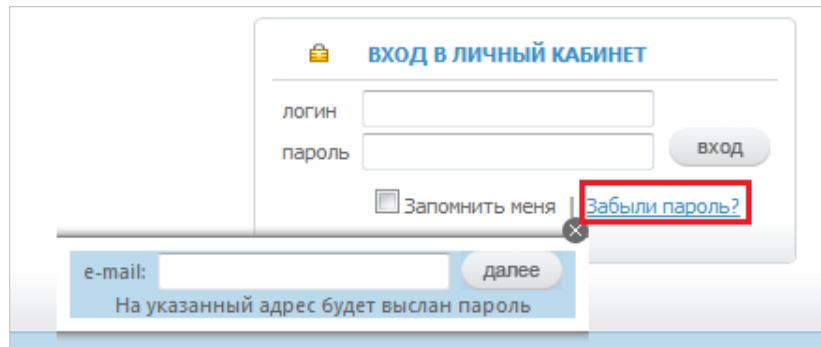 ВХОД В ЛИЧНЫЙ КАБИНЕТ
логин
пароль
вход
Запомнить меня | Забыли пароль?
e-mail:
далее
На указанный адрес будет выслан пароль